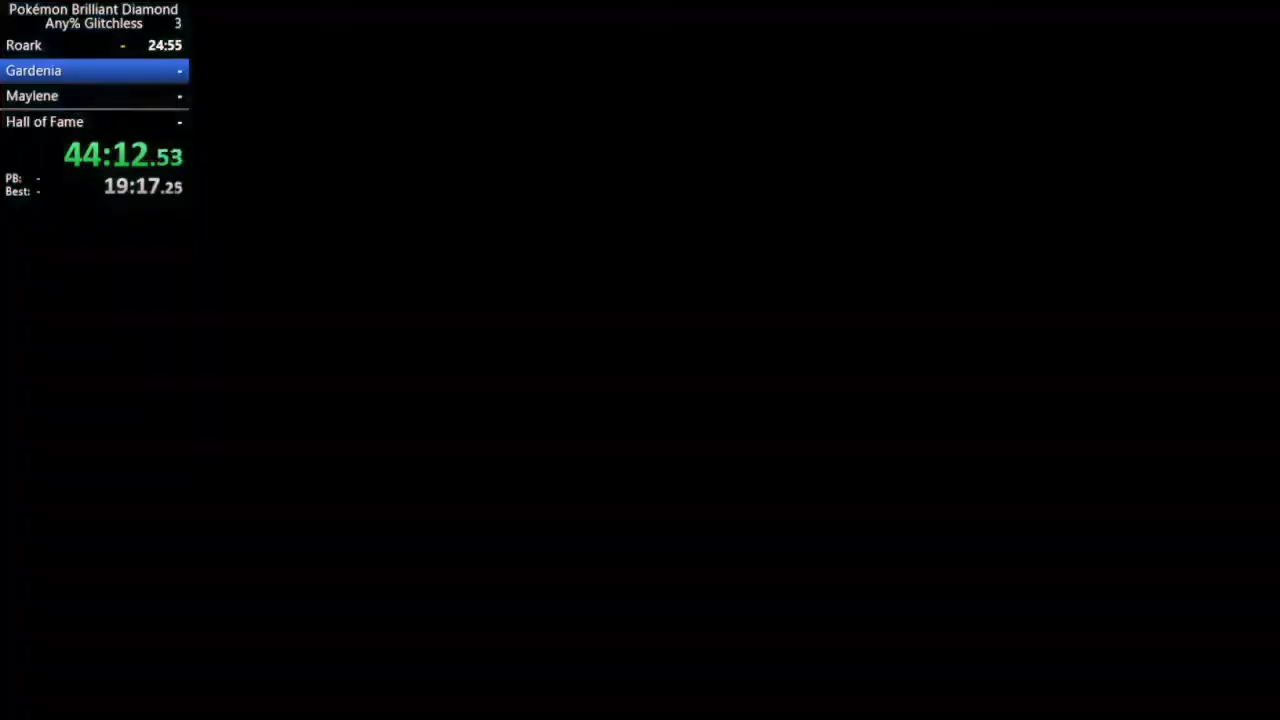 Pokémon Brilliant Diamond
Any% Glitchless 3
Roark - 24:55
Gardenia -
Maylene -
Hall of Fame -
44:12.53
PB: -
Best: - 19:17.25